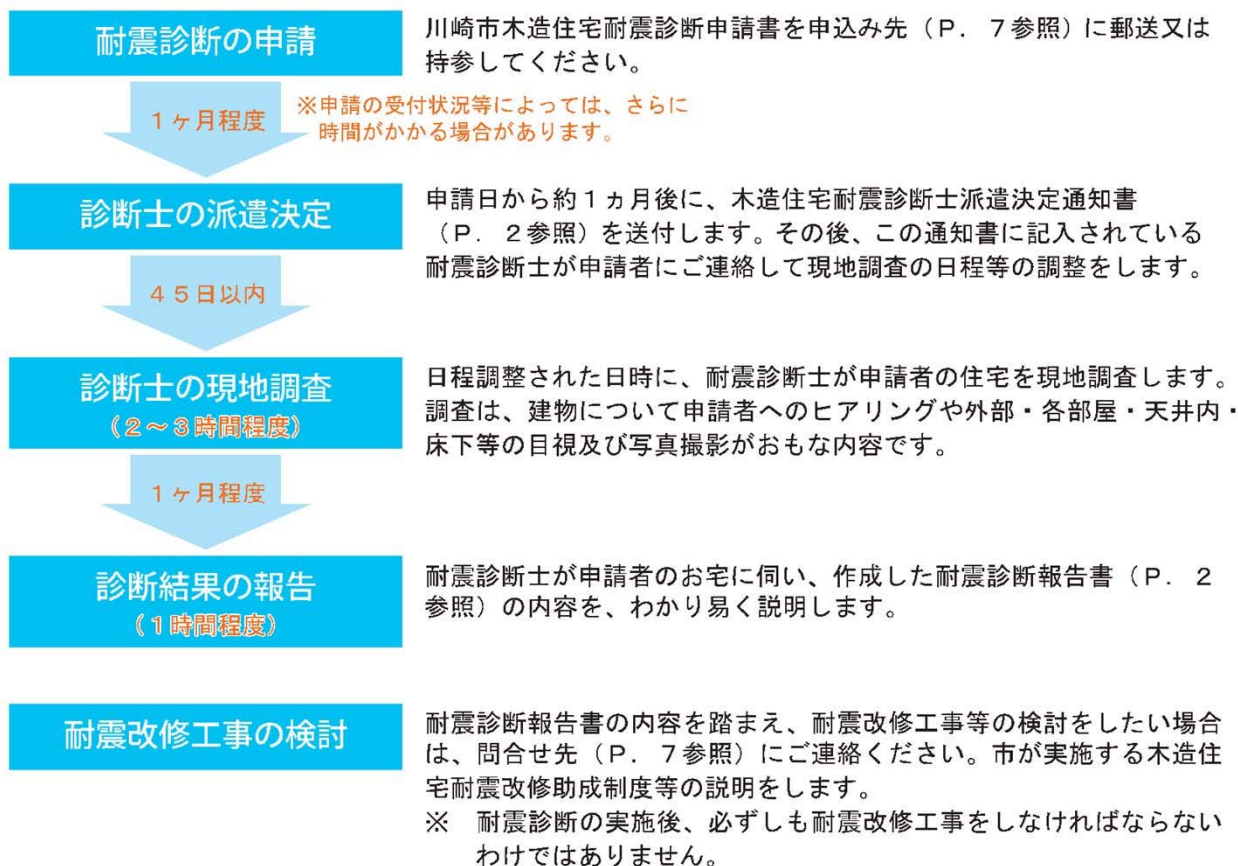 耐震診断の申請
川崎市木造住宅耐震診断申請書を申込み先（Ｐ．７参照）に郵送又は
持参してください。
１ヶ月程度
※申請の受付状況等によっては、さらに
時間がかかる場合があります。
診断士の派遣決定
申請日から約１ヵ月後に、木造住宅耐震診断士派遣決定通知書
（Ｐ．２参照）を送付します。その後、この通知書に記入されている
耐震診断士が申請者にご連絡して現地調査の日程等の調整をします。
４５日以内
診断士の現地調査
（２～３時間程度）
日程調整された日時に、耐震診断士が申請者の住宅を現地調査します。
調査は、建物について申請者へのヒアリングや外部・各部屋・天井内・
床下等の目視及び写真撮影がおもな内容です。
１ヶ月程度
診断結果の報告
（１時間程度）
耐震診断士が申請者のお宅に伺い、作成した耐震診断報告書（Ｐ．２
参照）の内容を、わかり易く説明します。
耐震改修工事の検討
耐震診断報告書の内容を踏まえ、耐震改修工事等の検討をしたい場合
は、問合せ先（Ｐ．７参照）にご連絡ください。市が実施する木造住
宅耐震改修助成制度等の説明をします。
※　耐震診断の実施後、必ずしも耐震改修工事をしなければならない
わけではありません。